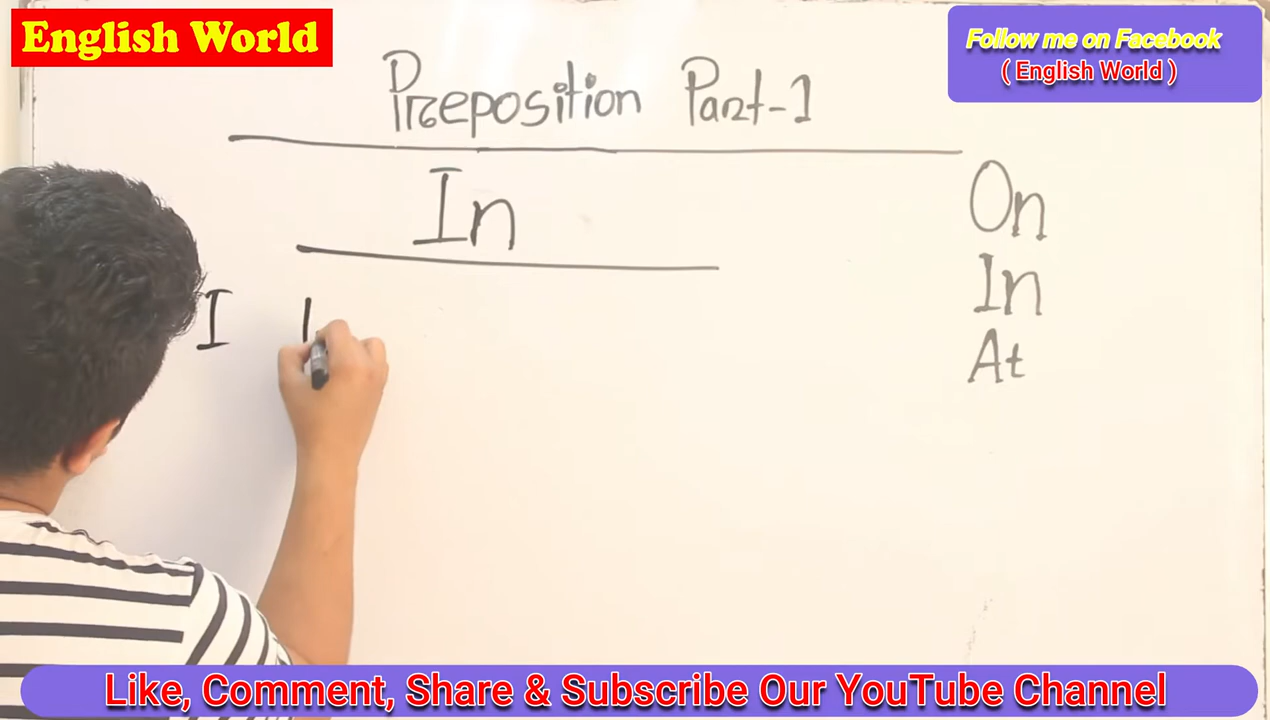 English World
Follow me on Facebook
( English World )
Preposition Part-1
In
On
In
At
I
Like, Comment, Share & Subscribe Our YouTube Channel